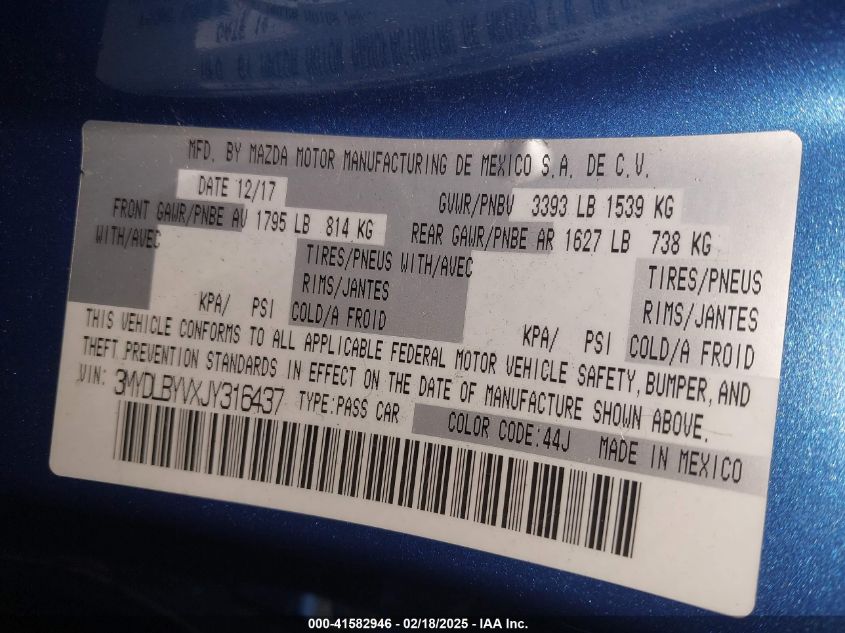 MFD. BY MAZDA MOTOR MANUFACTURING DE MEXICO S.A. DE C.V.
DATE 12/17
GVWR/PNBV 3393 LB 1539 KG
FRONT GAWR/PNBE AV 1795 LB 814 KG
REAR GAWR/PNBE AR 1627 LB 738 KG
WITH/AVEC
TIRES/PNEUS
WITH/AVEC
TIRES/PNEUS
RIMS/JANTES
RIMS/JANTES
KPA/ PSI COLD/A FROID
KPA/ PSI COLD/A FROID
THIS VEHICLE CONFORMS TO ALL APPLICABLE FEDERAL MOTOR VEHICLE SAFETY, BUMPER, AND
THEFT PREVENTION STANDARDS IN EFFECT ON THE DATE OF MANUFACTURE SHOWN ABOVE.
VIN: 3MYDLBYVXJY316437 TYPE:PASS CAR
COLOR CODE:44J MADE IN MEXICO
000-41582946 - 02/18/2025 - IAA Inc.